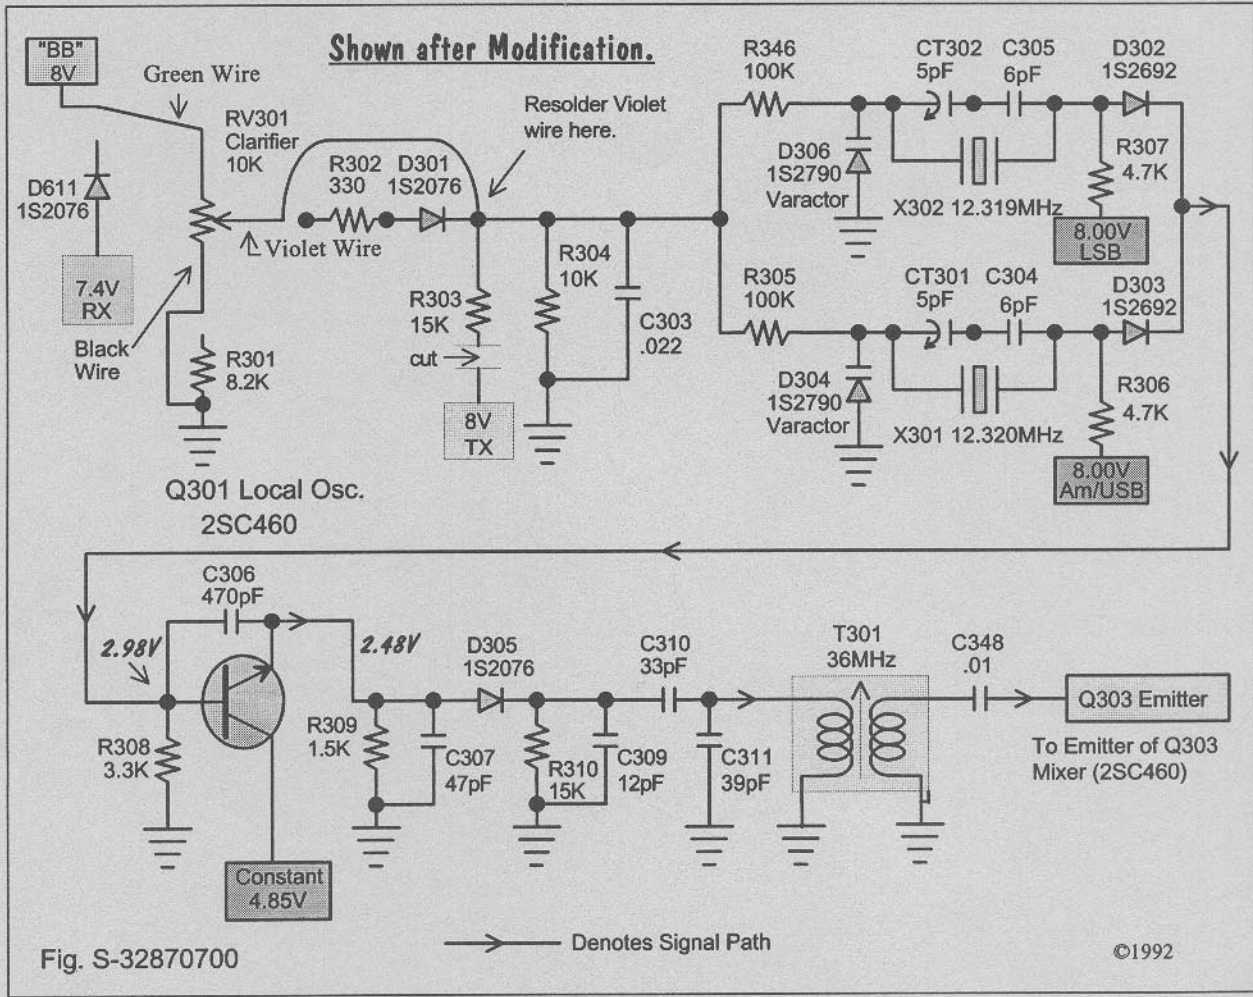 Shown after Modification.
"BB"
8V
Green Wire
RV301
Clarifier
10K
D611
1S2076
7.4V
RX
Black
Wire
R301
8.2K
R302
330
D301
1S2076
Violet Wire
Resolder Violet
wire here.
R303
15K
cut
8V
TX
R304
10K
C303
.022
R346
100K
CT302
5pF
C305
6pF
D302
1S2692
D306
1S2790
Varactor
X302 12.319MHz
R307
4.7K
8.00V
LSB
R305
100K
CT301
5pF
C304
6pF
D303
1S2692
D304
1S2790
Varactor
X301 12.320MHz
R306
4.7K
8.00V
Am/USB
Q301 Local Osc.
2SC460
C306
470pF
2.98V
2.48V
R308
3.3K
Constant
4.85V
R309
1.5K
C307
47pF
D305
1S2076
R310
15K
C309
12pF
C310
33pF
C311
39pF
T301
36MHz
C348
.01
Q303 Emitter
To Emitter of Q303
Mixer (2SC460)
Denotes Signal Path
Fig. S-32870700
©1992